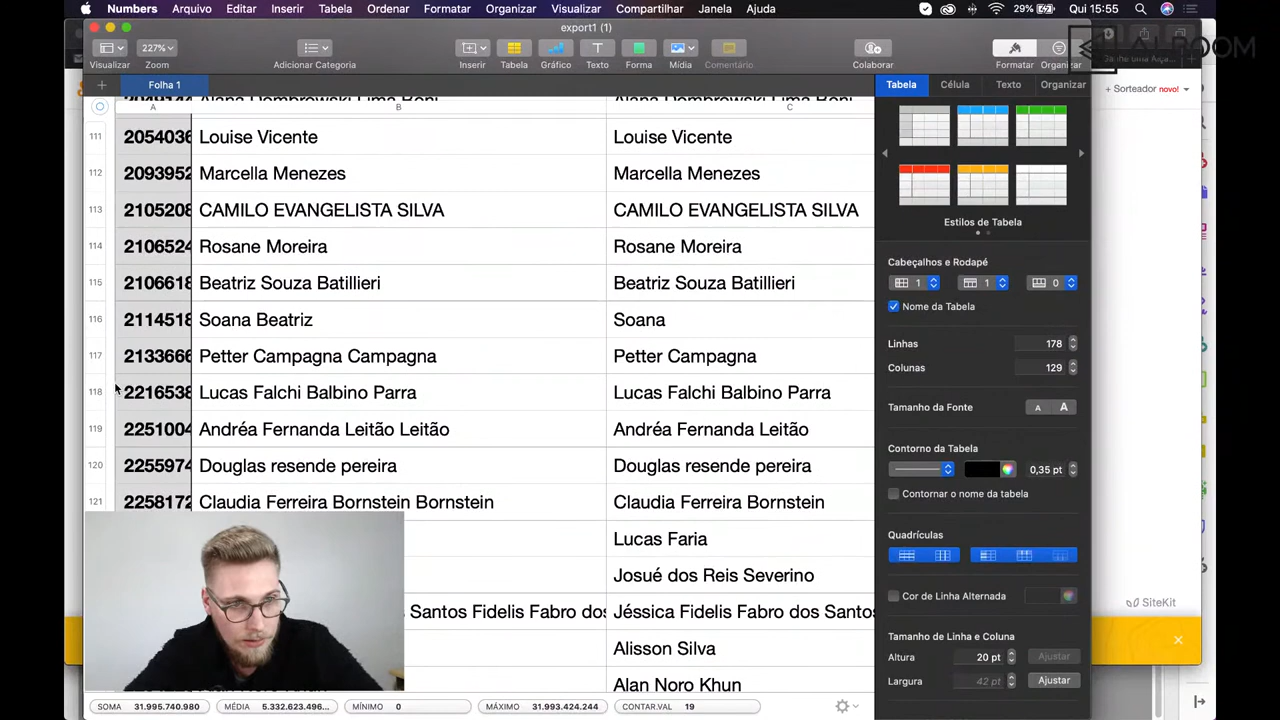 Numbers Arquivo Editar Inserir Tabela Ordenar Formatar Organizar Visualizar Compartilhar Janela Ajuda 29% Qui 15:55
export1 (1)
227%
Visualizar Zoom Adicionar Categoria Inserir Tabela Gráfico Texto Forma Mídia Comentário Colaborar Formatar Organizar
Folha 1
Tabela Célula Texto Organizar
+ Sorteador novo!
A B C
111 2054036 Louise Vicente Louise Vicente
112 2093952 Marcella Menezes Marcella Menezes
113 2105208 CAMILO EVANGELISTA SILVA CAMILO EVANGELISTA SILVA
114 2106524 Rosane Moreira Rosane Moreira
115 2106618 Beatriz Souza Batillieri Beatriz Souza Batillieri
116 2114518 Soana Beatriz Soana
117 2133666 Petter Campagna Campagna Petter Campagna
118 2216538 Lucas Falchi Balbino Parra Lucas Falchi Balbino Parra
119 2251004 Andréa Fernanda Leitão Leitão Andréa Fernanda Leitão
120 2255974 Douglas resende pereira Douglas resende pereira
121 2258172 Claudia Ferreira Bornstein Bornstein Claudia Ferreira Bornstein
Lucas Faria
Josué dos Reis Severino
Santos Fidelis Fabro dos Jéssica Fidelis Fabro dos Santos
Alisson Silva
Alan Noro Khun
Estilos de Tabela
Cabeçalhos e Rodapé
1 1 0
Nome da Tabela
Linhas 178
Colunas 129
Tamanho da Fonte A A
Contorno da Tabela
0,35 pt
Contornar o nome da tabela
Quadrículas
Cor de Linha Alternada
Tamanho de Linha e Coluna
Altura 20 pt Ajustar
Largura 42 pt Ajustar
SiteKit
SOMA 31.995.740.980 MÉDIA 5.332.623.496... MÍNIMO 0 MÁXIMO 31.993.424.244 CONTAR.VAL 19